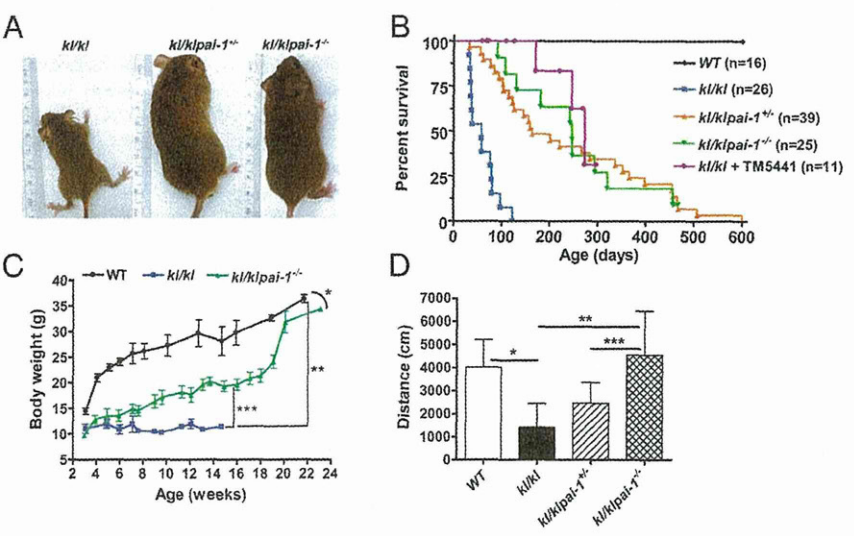 A
kl/kl
kl/klpai-1+/-
kl/klpai-1-/-
B
Percent survival
100
75
50
25
0
0 100 200 300 400 500 600
Age (days)
WT (n=16)
kl/kl (n=26)
kl/klpai-1+/- (n=39)
kl/klpai-1-/- (n=25)
kl/kl + TM5441 (n=11)
C
WT kl/kl kl/klpai-1-/-
Body weight (g)
40
35
30
25
20
15
10
5
2 4 6 8 10 12 14 16 18 20 22 24
Age (weeks)
*
**
***
D
Distance (cm)
7000
6000
5000
4000
3000
2000
1000
0
*
**
***
WT
kl/kl
kl/klpai-1+/-
kl/klpai-1-/-